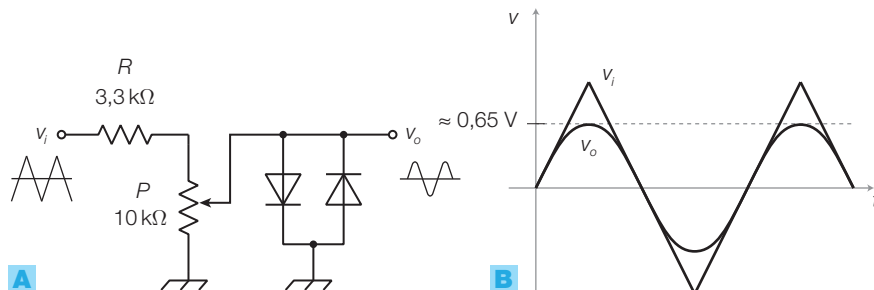 R
3,3 kΩ
v_i
v_o
P
10 kΩ
A
v
v_i
≈ 0,65 V
v_o
t
B